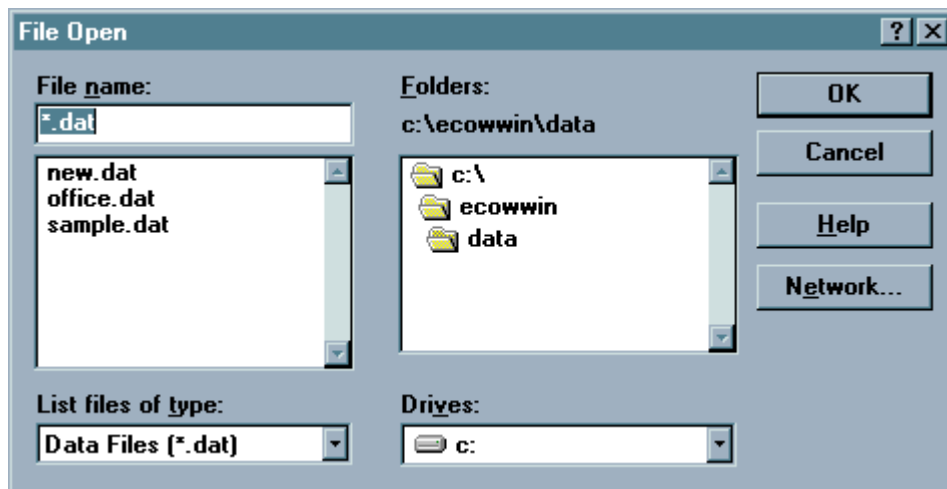 File Open
File name:
*.dat
new.dat
office.dat
sample.dat
List files of type:
Data Files (*.dat)
Folders:
c:\ecowwin\data
c:\
ecowwin
data
Drives:
c:
OK
Cancel
Help
Network...